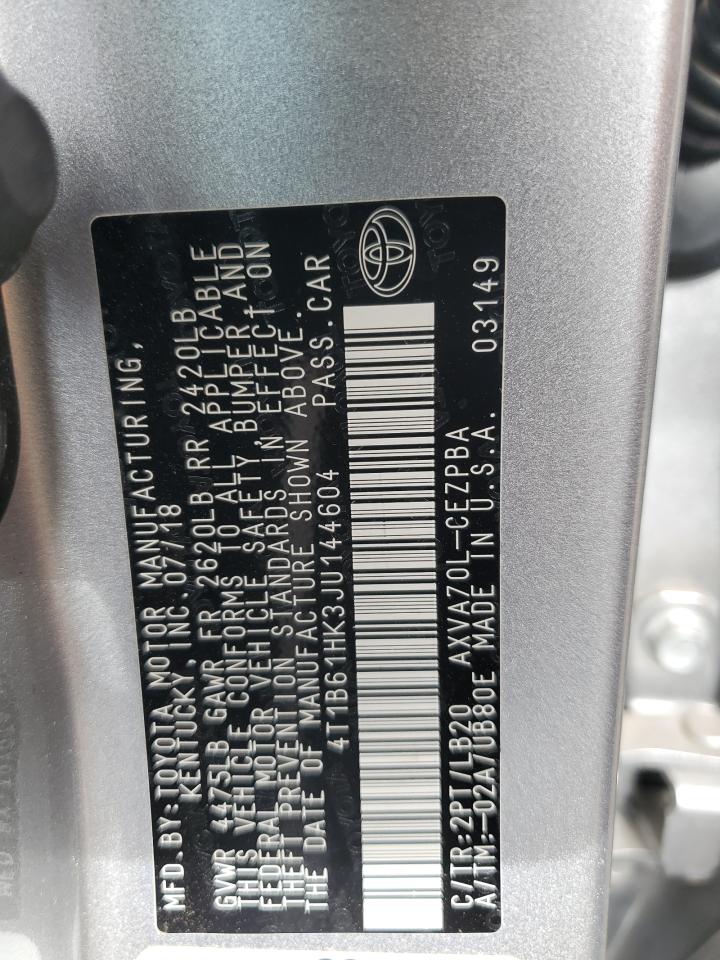 MFD.BY:TOYOTA MOTOR MANUFACTURING,
KENTUCKY, INC. 07/18
GVWR 4475LB GAWR FR 2620LB RR 2420LB
THIS VEHICLE CONFORMS TO ALL APPLICABLE
FEDERAL MOTOR VEHICLE SAFETY, BUMPER AND
THEFT PREVENTION STANDARDS IN EFFECT ON
THE DATE OF MANUFACTURE SHOWN ABOVE.
4T1B61HK3JU144604 PASS.CAR
C/TR:2PT/LB20 AXVA70L-CEZPBA
A/TM:-02A/UB80E MADE IN U.S.A. 03149